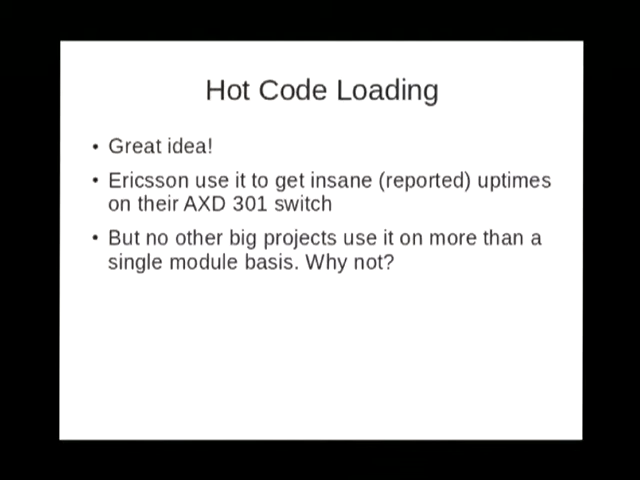 Hot Code Loading
• Great idea!
• Ericsson use it to get insane (reported) uptimes
on their AXD 301 switch
• But no other big projects use it on more than a
single module basis. Why not?